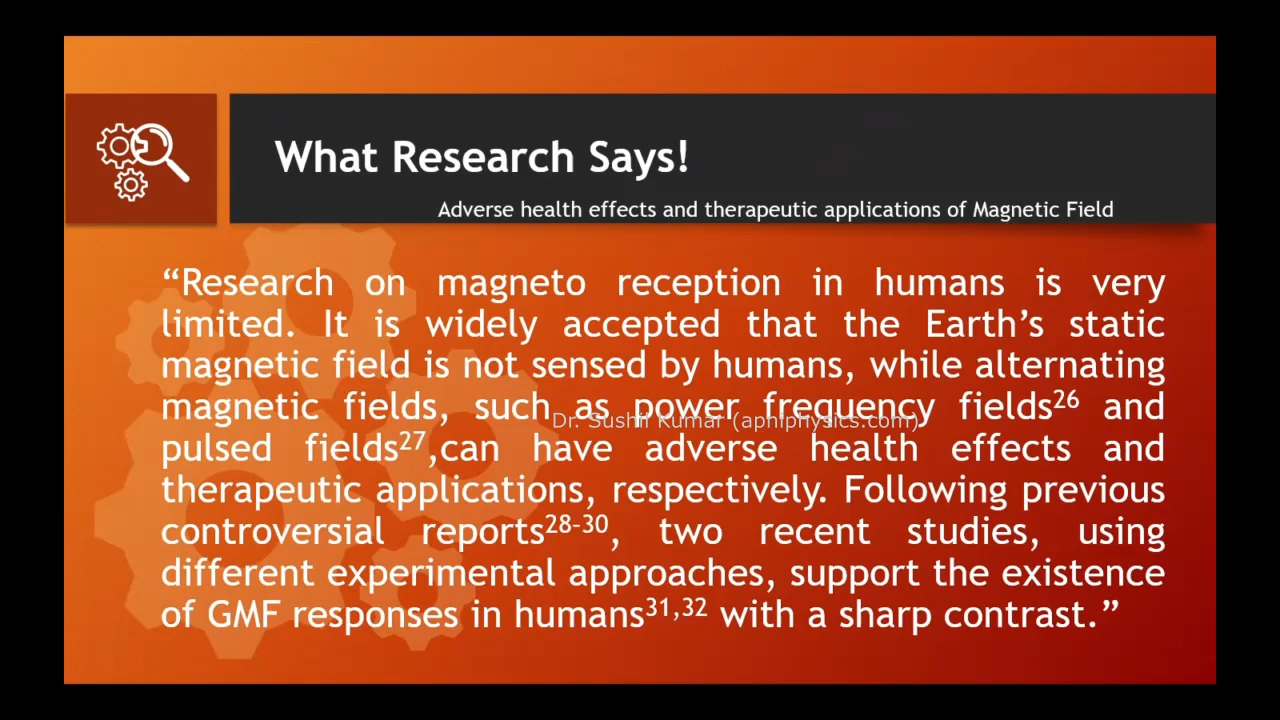 What Research Says!
Adverse health effects and therapeutic applications of Magnetic Field
“Research on magneto reception in humans is very
limited. It is widely accepted that the Earth’s static
magnetic field is not sensed by humans, while alternating
magnetic fields, such as power frequency fields26 and
Dr. Sushil Kumar (aphiphysics.com)
pulsed fields27,can have adverse health effects and
therapeutic applications, respectively. Following previous
controversial reports28–30, two recent studies, using
different experimental approaches, support the existence
of GMF responses in humans31,32 with a sharp contrast.”